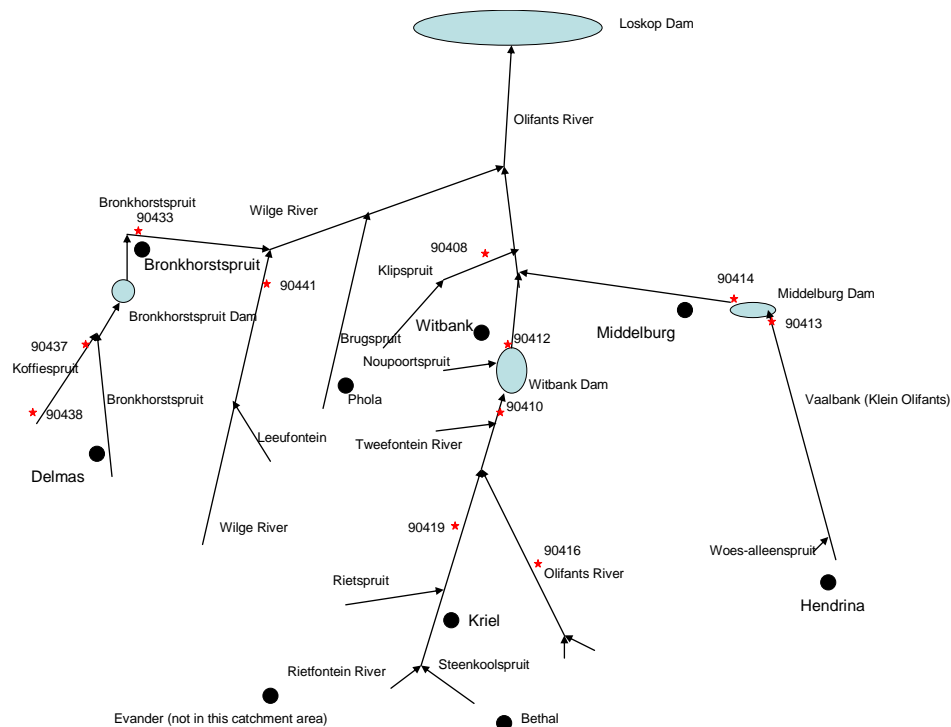 Loskop Dam
Olifants River
Bronkhorstspruit
90433
Wilge River
90408
Bronkhorstspruit
Klipspruit
90414
90441
Middelburg Dam
Bronkhorstspruit Dam
Witbank
Middelburg
90413
90412
Brugspruit
90437
Noupoortspruit
Koffiespruit
Witbank Dam
Phola
Bronkhorstspruit
Vaalbank (Klein Olifants)
90438
90410
Leeufontein
Tweefontein River
Delmas
Wilge River
90419
90416
Woes-alleenspruit
Olifants River
Rietspruit
Hendrina
Kriel
Rietfontein River
Steenkoolspruit
Evander (not in this catchment area)
Bethal